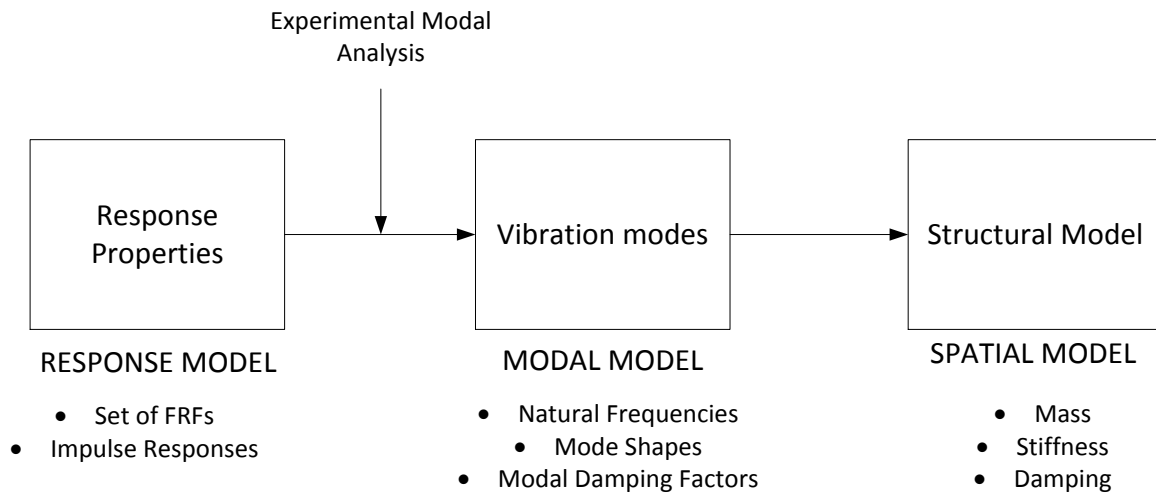 Experimental Modal
Analysis
Response
Properties
Vibration modes
Structural Model
RESPONSE MODEL
• Set of FRFs
• Impulse Responses
MODAL MODEL
• Natural Frequencies
• Mode Shapes
• Modal Damping Factors
SPATIAL MODEL
• Mass
• Stiffness
• Damping